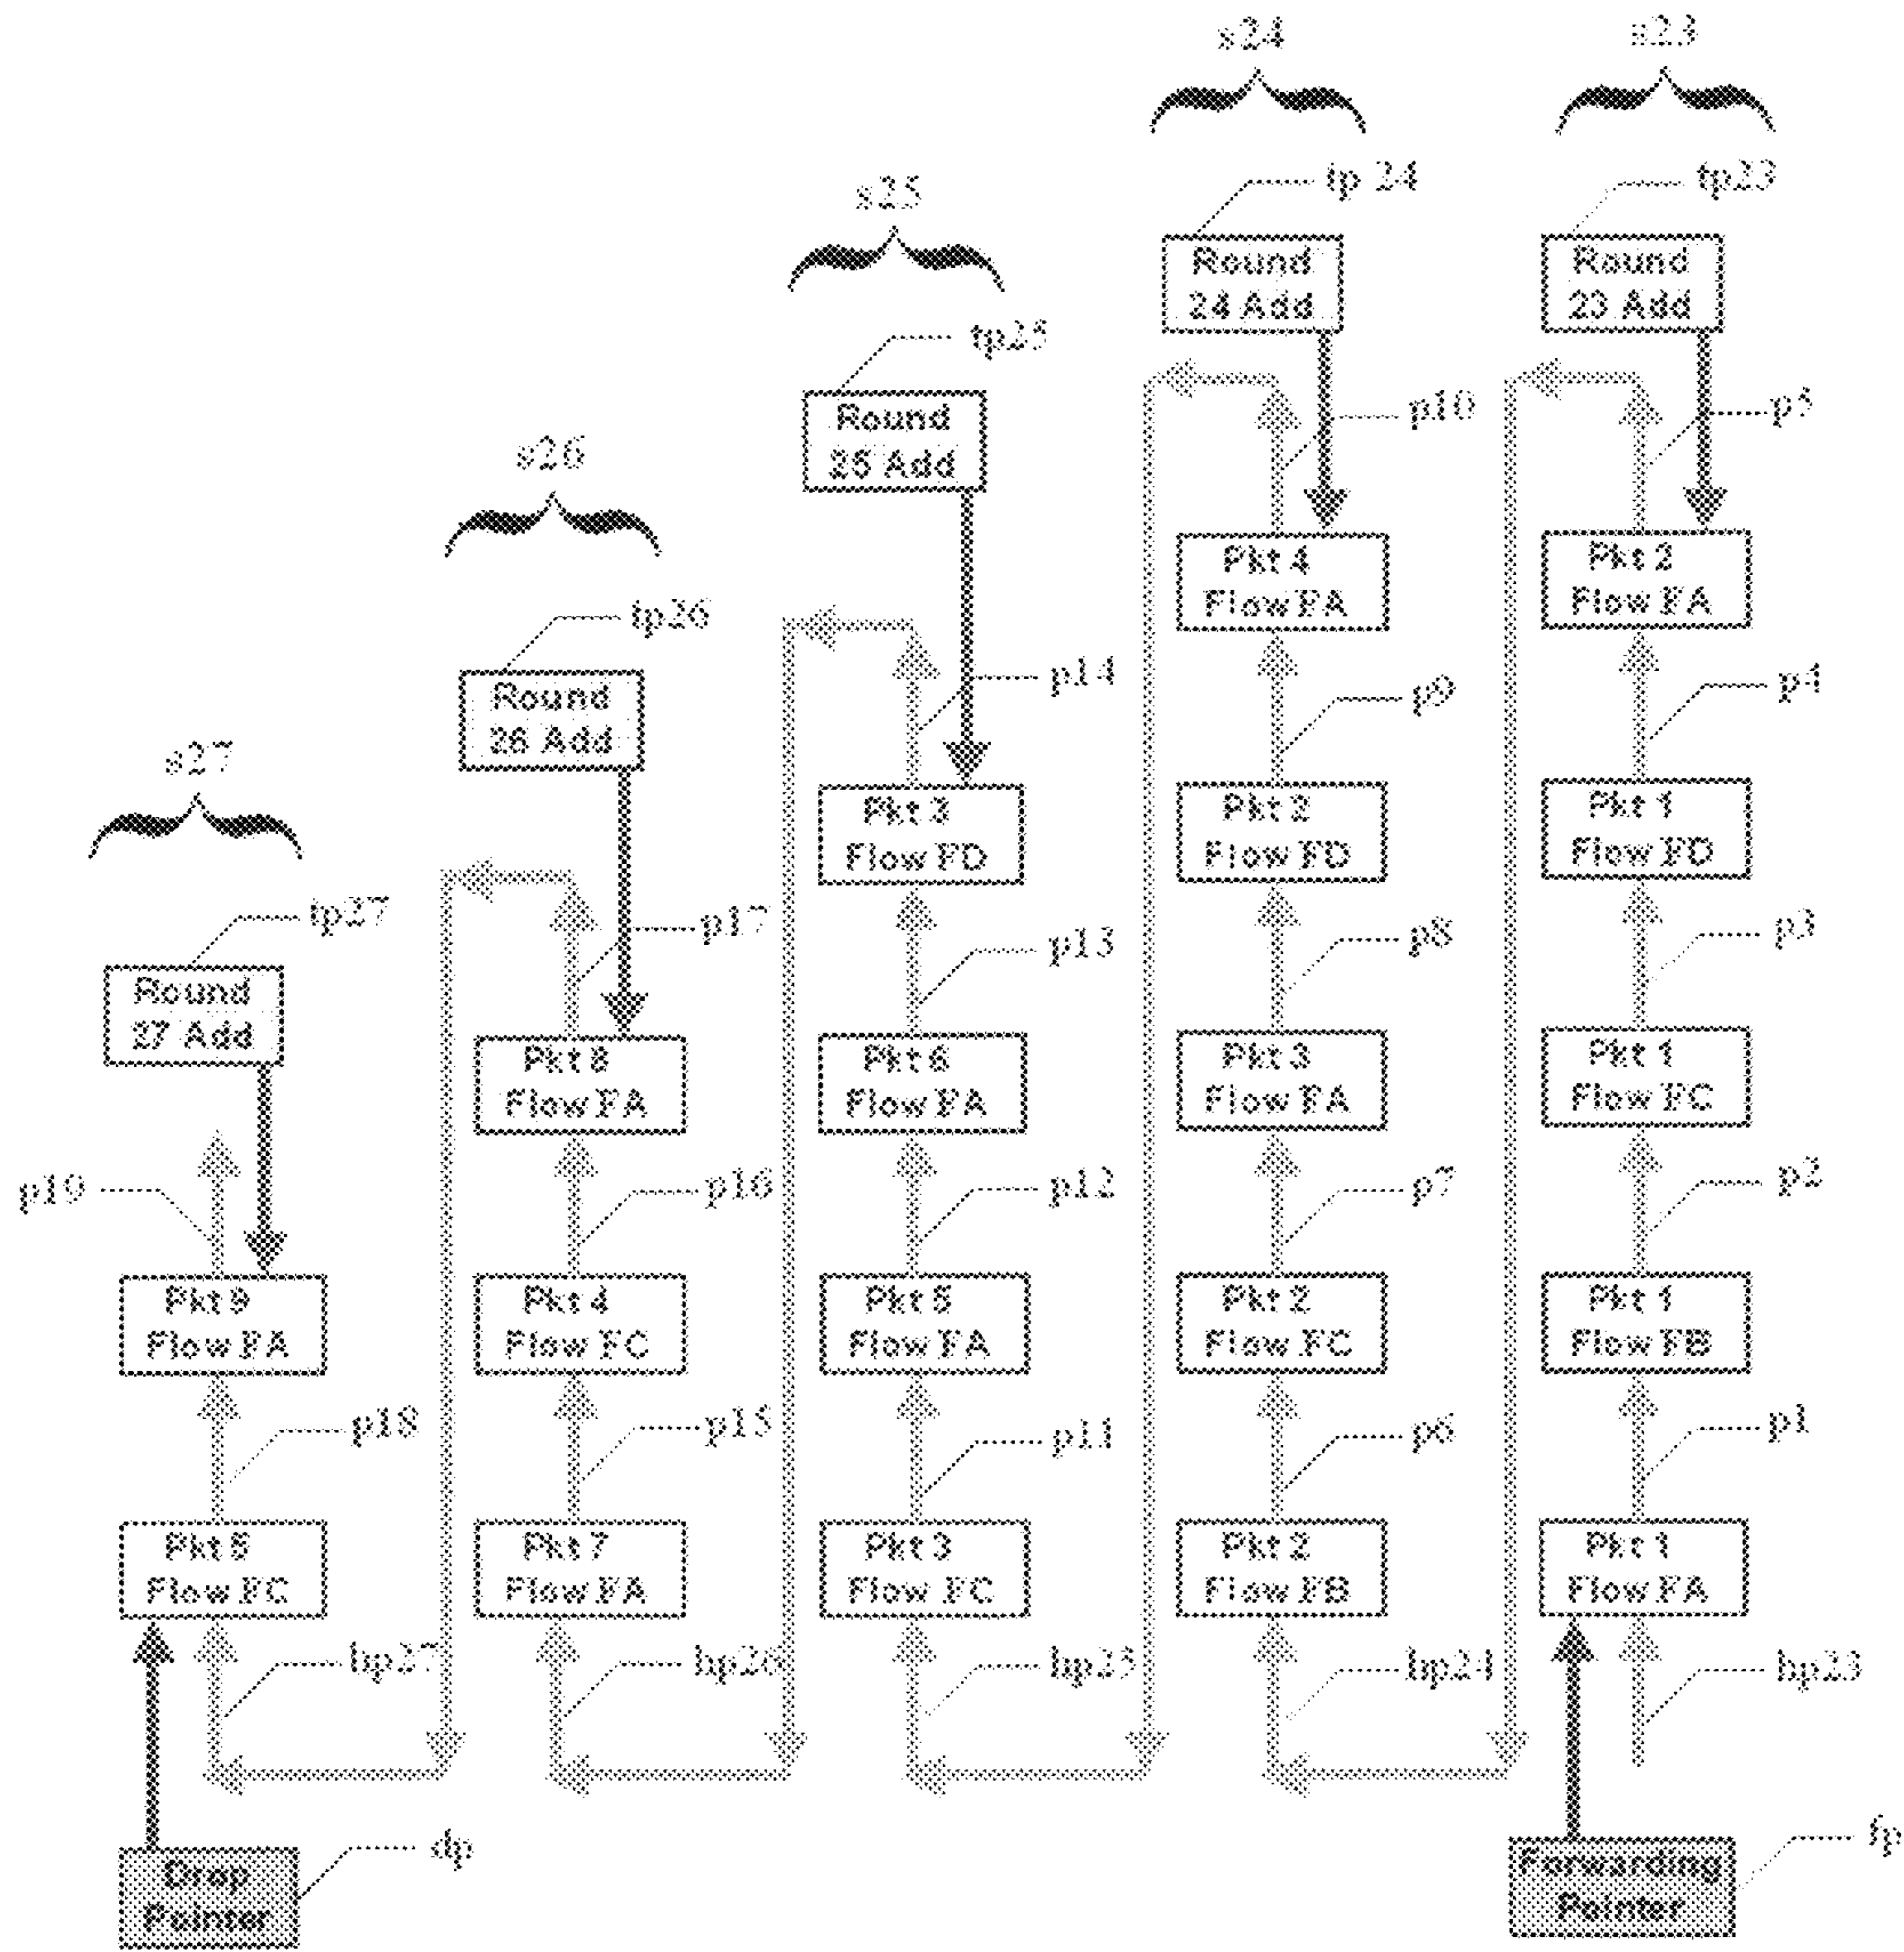 s24
s23
tp 24
tp23
s25
Round
24 Add
Round
23 Add
tp25
p10
p5
Round
25 Add
s26
Pkt 4
Flow FA
Pkt 2
Flow FA
tp26
p14
p9
p4
Round
26 Add
s27
Pkt 3
Flow FD
Pkt 2
Flow FD
Pkt 1
Flow FD
tp27
p17
p13
p8
p3
Round
27 Add
Pkt 8
Flow FA
Pkt 6
Flow FA
Pkt 3
Flow FA
Pkt 1
Flow FC
p19
p16
p12
p7
p2
Pkt 9
Flow FA
Pkt 4
Flow FC
Pkt 5
Flow FA
Pkt 2
Flow FC
Pkt 1
Flow FB
p18
p15
p11
p6
p1
Pkt 5
Flow FC
Pkt 7
Flow FA
Pkt 3
Flow FC
Pkt 2
Flow FB
Pkt 1
Flow FA
hp27
hp26
hp25
hp24
hp23
dp
fp
Drop
Pointer
Forwarding
Pointer